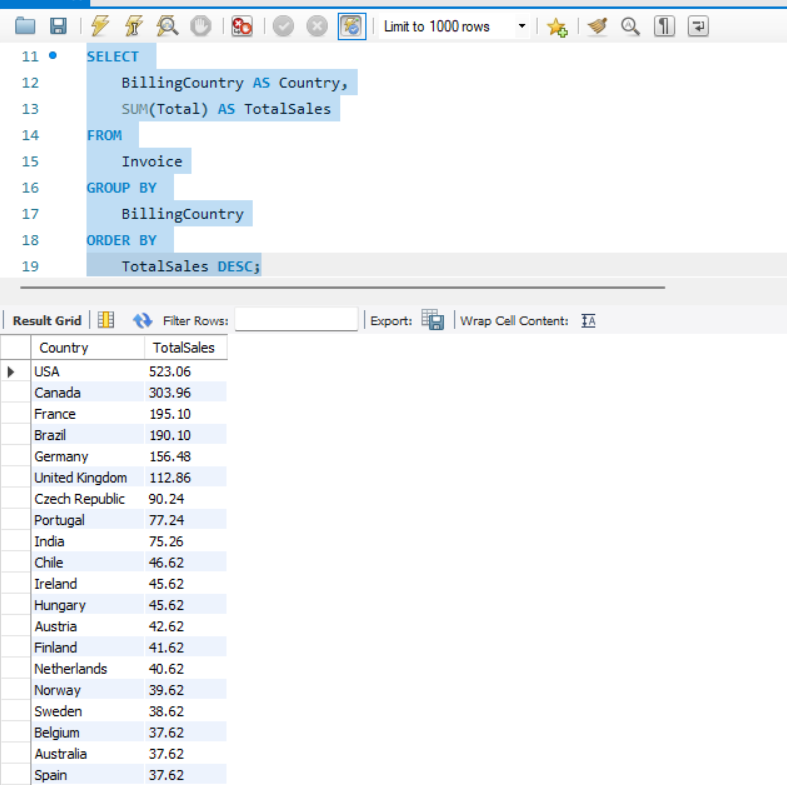 Limit to 1000 rows
11 SELECT
12 BillingCountry AS Country,
13 SUM(Total) AS TotalSales
14 FROM
15 Invoice
16 GROUP BY
17 BillingCountry
18 ORDER BY
19 TotalSales DESC;
Result Grid Filter Rows: Export: Wrap Cell Content: IA
Country TotalSales
USA 523.06
Canada 303.96
France 195.10
Brazil 190.10
Germany 156.48
United Kingdom 112.86
Czech Republic 90.24
Portugal 77.24
India 75.26
Chile 46.62
Ireland 45.62
Hungary 45.62
Austria 42.62
Finland 41.62
Netherlands 40.62
Norway 39.62
Sweden 38.62
Belgium 37.62
Australia 37.62
Spain 37.62